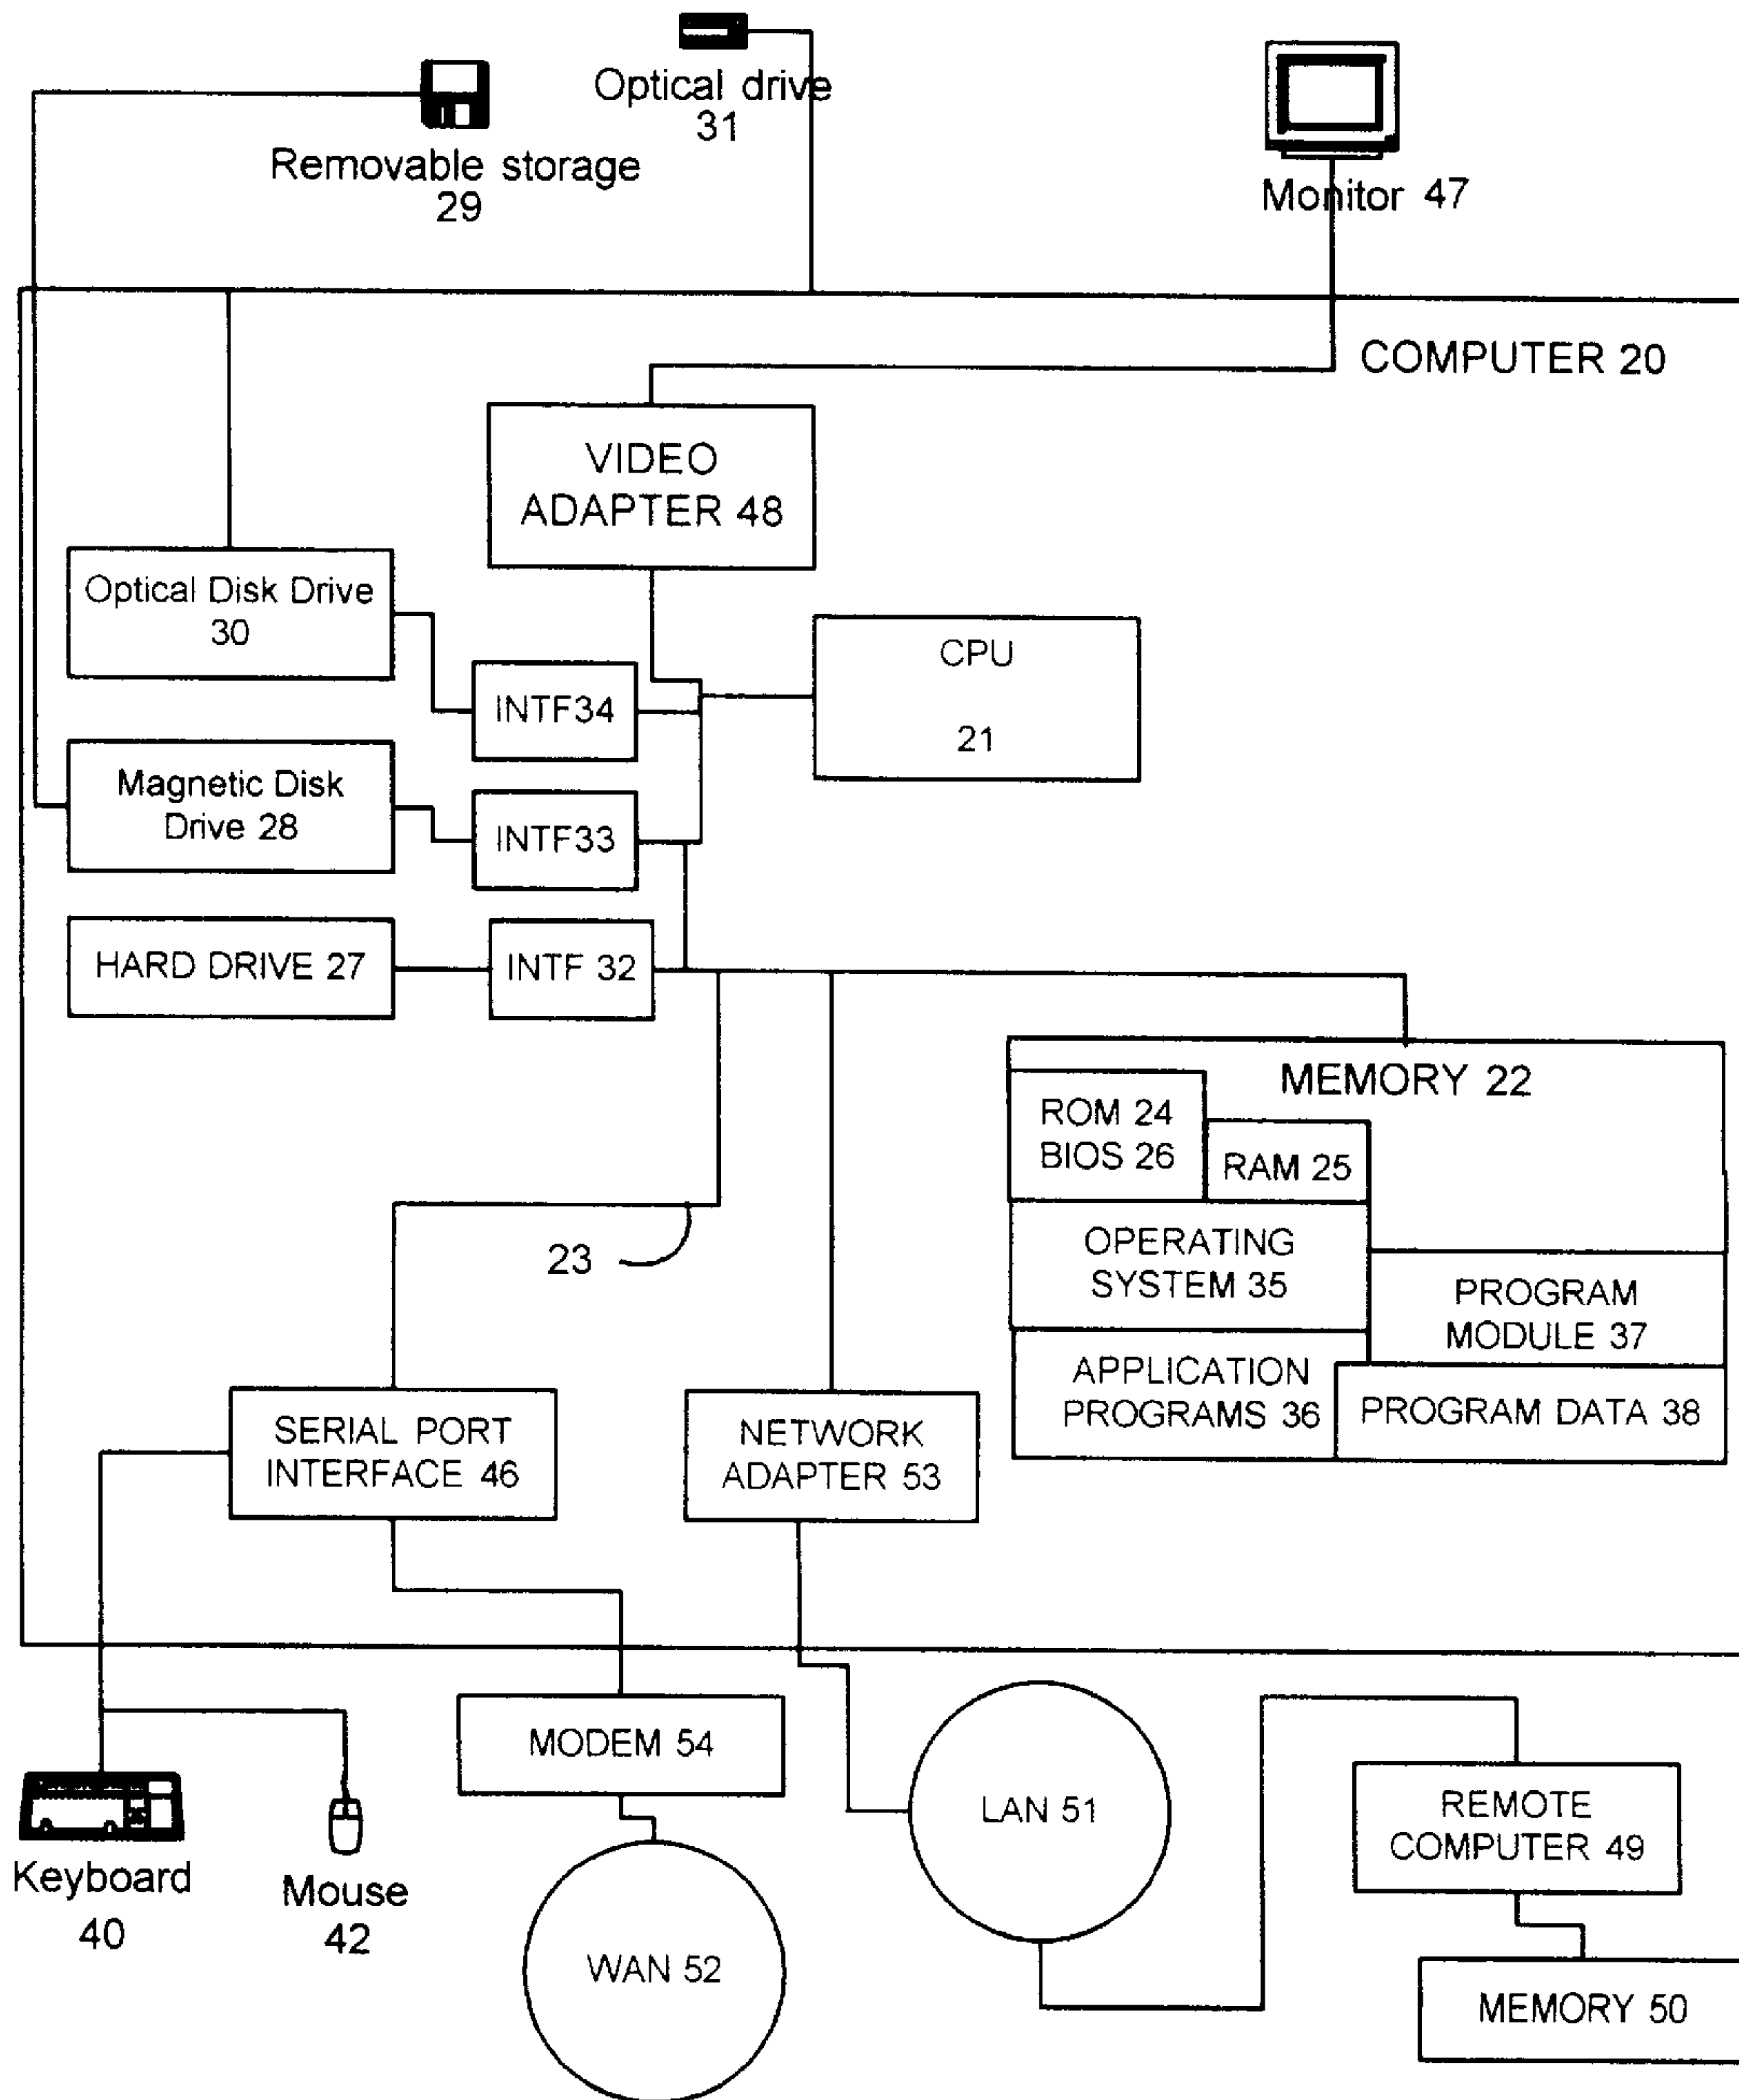 Optical drive
31
Removable storage
29
Monitor 47
COMPUTER 20
VIDEO
ADAPTER 48
Optical Disk Drive
30
CPU
21
INTF34
Magnetic Disk
Drive 28
INTF33
HARD DRIVE 27
INTF 32
MEMORY 22
ROM 24
BIOS 26
RAM 25
23
OPERATING
SYSTEM 35
PROGRAM
MODULE 37
APPLICATION
PROGRAMS 36
PROGRAM DATA 38
SERIAL PORT
INTERFACE 46
NETWORK
ADAPTER 53
MODEM 54
LAN 51
REMOTE
COMPUTER 49
Keyboard
40
Mouse
42
WAN 52
MEMORY 50